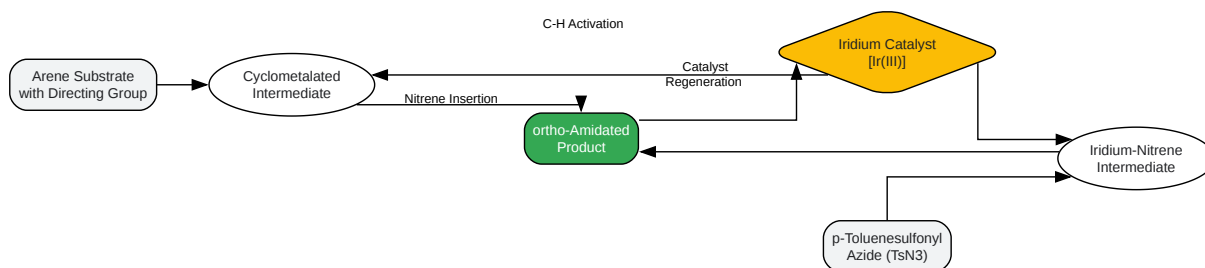 C-H Activation
Iridium Catalyst
[Ir(III)]
Arene Substrate
with Directing Group
Cyclometalated
Intermediate
Catalyst
Regeneration
Nitrene Insertion
ortho-Amidated
Product
Iridium-Nitrene
Intermediate
p-Toluenesulfonyl
Azide (TsN3)